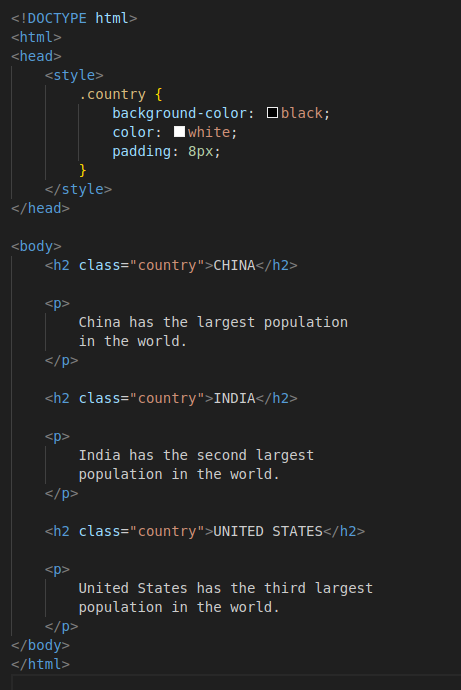 <!DOCTYPE html>
<html>
<head>
    <style>
        .country {
            background-color: black;
            color: white;
            padding: 8px;
        }
    </style>
</head>

<body>
    <h2 class="country">CHINA</h2>

    <p>
        China has the largest population
        in the world.
    </p>

    <h2 class="country">INDIA</h2>

    <p>
        India has the second largest
        population in the world.
    </p>

    <h2 class="country">UNITED STATES</h2>

    <p>
        United States has the third largest
        population in the world.
    </p>
</body>
</html>